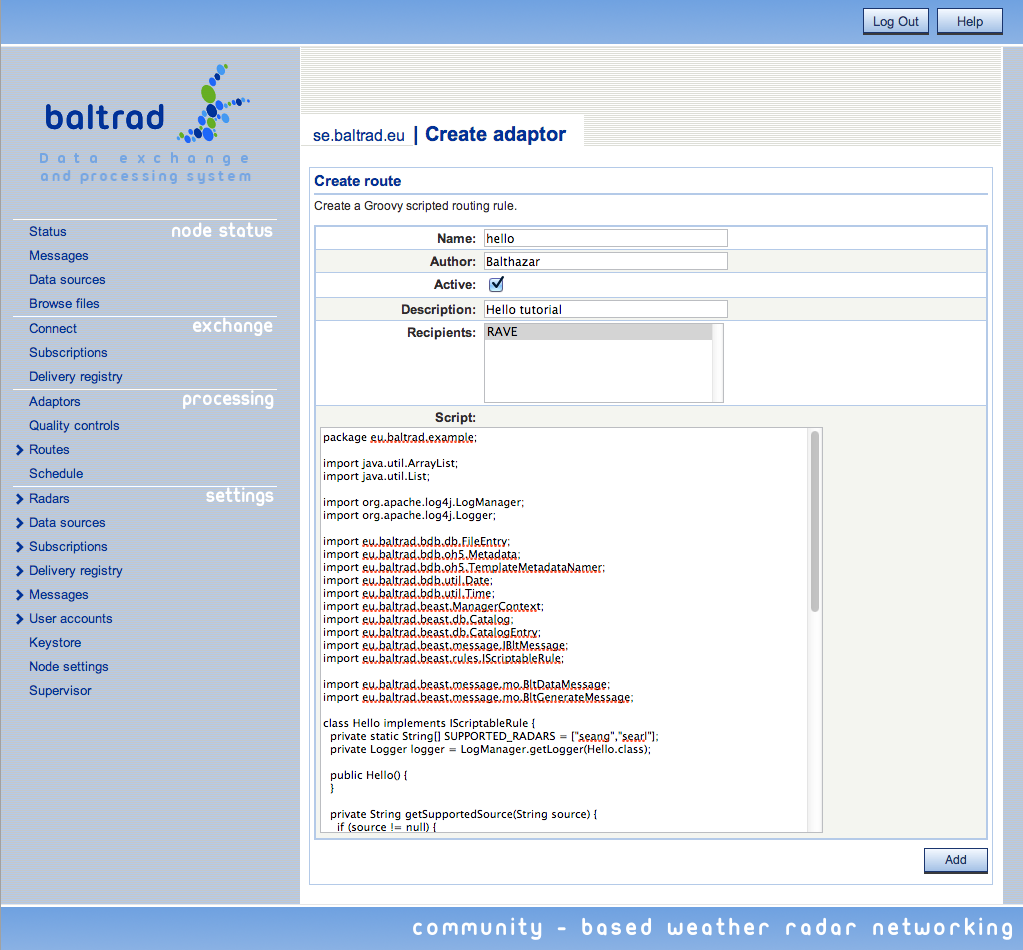 Log Out Help
baltrad
Data exchange
and processing system
se.baltrad.eu | Create adaptor
node status
Status
Messages
Data sources
Browse files
exchange
Connect
Subscriptions
Delivery registry
processing
Adaptors
Quality controls
Routes
Schedule
settings
Radars
Data sources
Subscriptions
Delivery registry
Messages
User accounts
Keystore
Node settings
Supervisor
Create route
Create a Groovy scripted routing rule.
Name: hello
Author: Balthazar
Active:
Description: Hello tutorial
Recipients: RAVE
Script:
package eu.baltrad.example;
import java.util.ArrayList;
import java.util.List;
import org.apache.log4j.LogManager;
import org.apache.log4j.Logger;
import eu.baltrad.bdb.db.FileEntry;
import eu.baltrad.bdb.oh5.Metadata;
import eu.baltrad.bdb.oh5.TemplateMetadataNamer;
import eu.baltrad.bdb.util.Date;
import eu.baltrad.bdb.util.Time;
import eu.baltrad.beast.ManagerContext;
import eu.baltrad.beast.db.Catalog;
import eu.baltrad.beast.db.CatalogEntry;
import eu.baltrad.beast.message.IBltMessage;
import eu.baltrad.beast.rules.IScriptableRule;
import eu.baltrad.beast.message.mo.BltDataMessage;
import eu.baltrad.beast.message.mo.BltGenerateMessage;
class Hello implements IScriptableRule {
private static String[] SUPPORTED_RADARS = ["seang","searl"];
private Logger logger = LogManager.getLogger(Hello.class);
public Hello() {
}
private String getSupportedSource(String source) {
if (source != null) {
Add
community - based weather radar networking